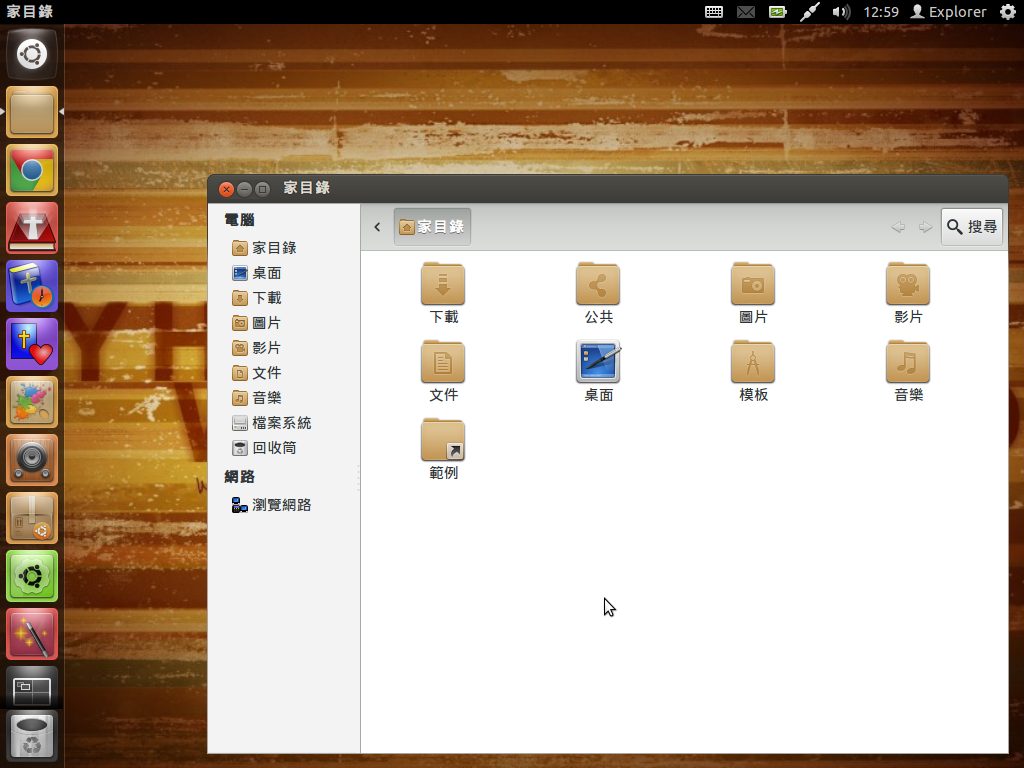 家目錄
12:59
Explorer
家目錄
電腦
家目錄
桌面
下載
圖片
影片
文件
音樂
檔案系統
回收筒
網路
瀏覽網路
家目錄
搜尋
下載
公共
圖片
影片
文件
桌面
模板
音樂
範例